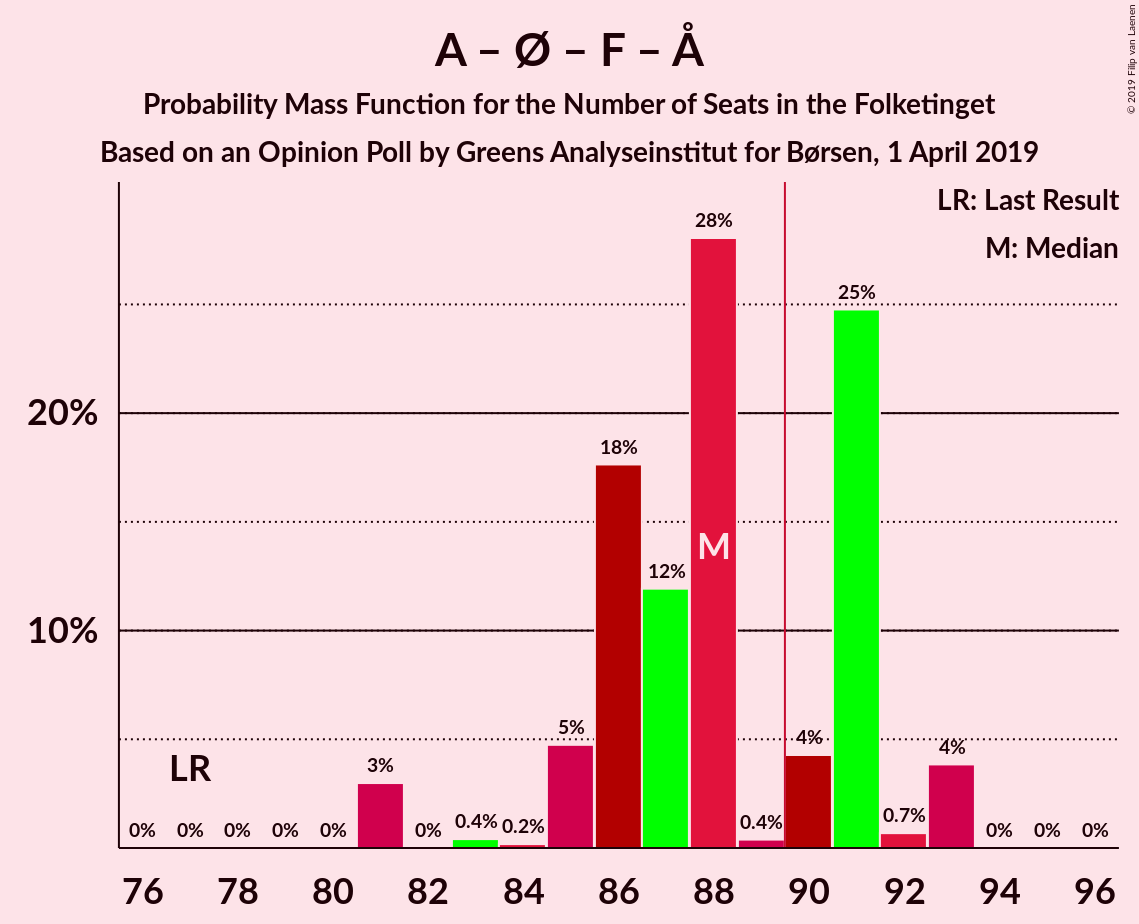 A – Ø – F – Å
Probability Mass Function for the Number of Seats in the Folketinget
Based on an Opinion Poll by Greens Analyseinstitut for Børsen, 1 April 2019
© 2019 Filip van Laenen
LR: Last Result
M: Median
20%
10%
LR
M
0%
0%
0%
0%
0%
3%
0%
0.4%
0.2%
5%
18%
12%
28%
0.4%
4%
25%
0.7%
4%
0%
0%
0%
76 78 80 82 84 86 88 90 92 94 96